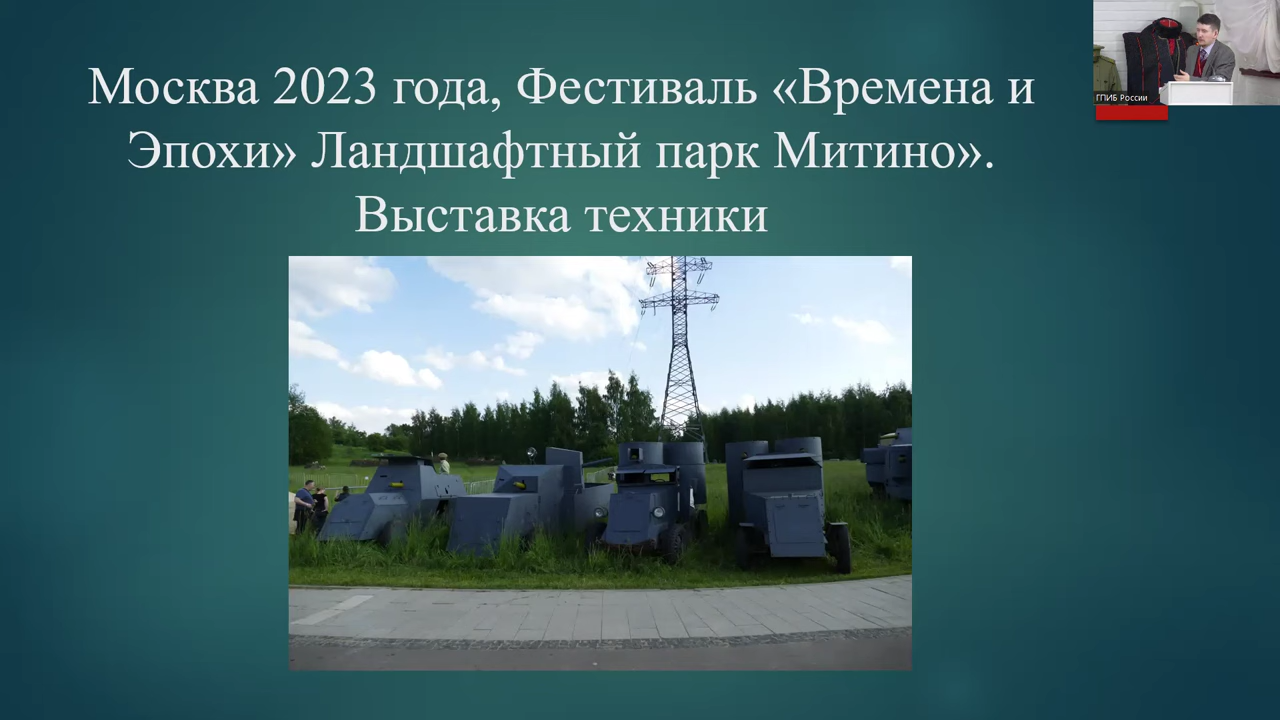 Москва 2023 года, Фестиваль «Времена и
Эпохи» Ландшафтный парк Митино».
Выставка техники
ГПИБ России